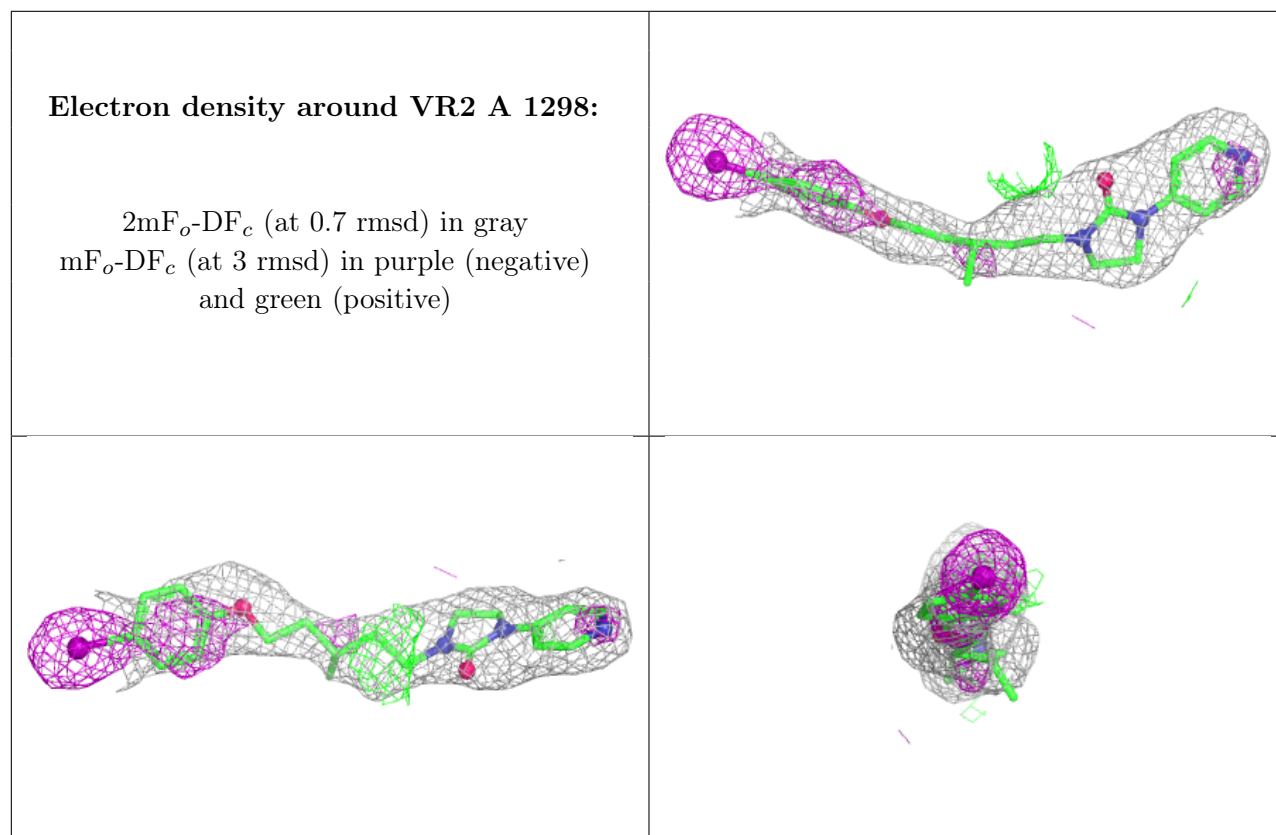 Electron density around VR2 A 1298:
2mFₒ-DF𝒸 (at 0.7 rmsd) in gray
mFₒ-DF𝒸 (at 3 rmsd) in purple (negative)
and green (positive)